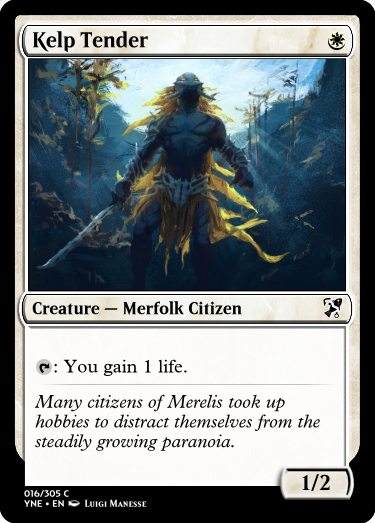 Kelp Tender
Creature — Merfolk Citizen
: You gain 1 life.
Many citizens of Merelis took up
hobbies to distract themselves from the
steadily growing paranoia.
1/2
016/305 C
YNE • EN Luigi Manesse